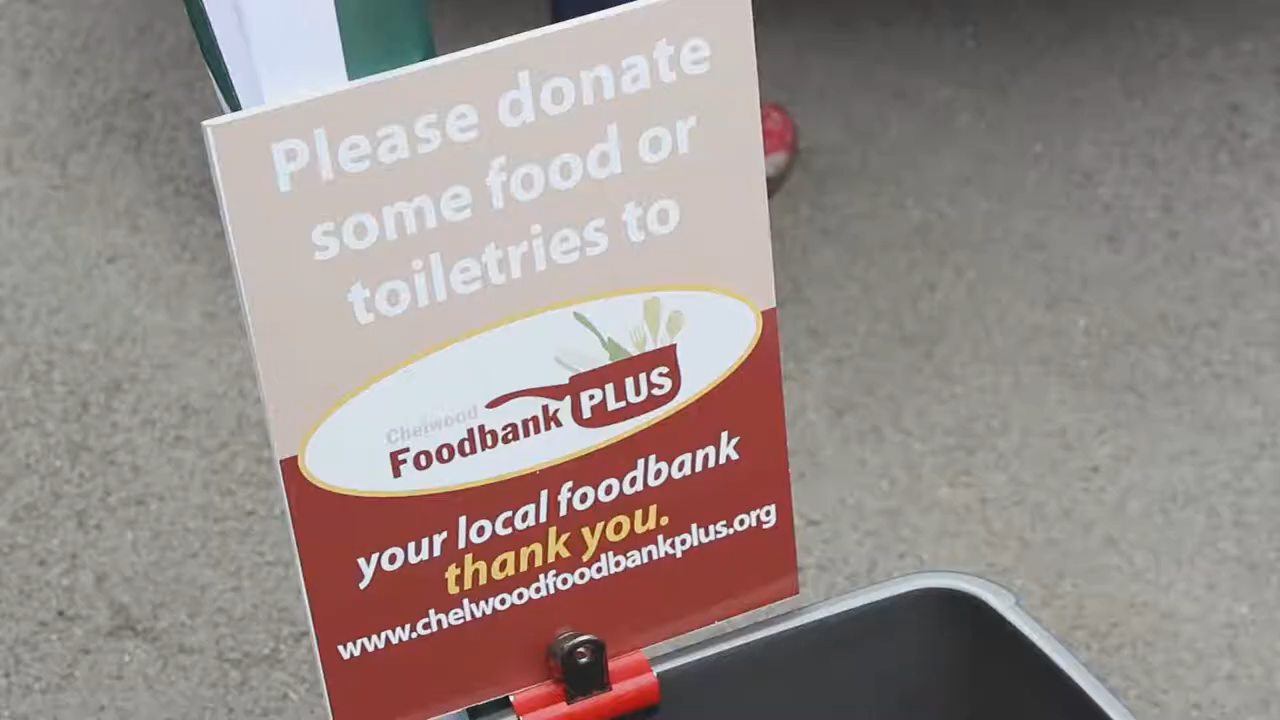 Please donate
some food or
toiletries to
Chelwood
Foodbank PLUS
your local foodbank
thank you.
www.chelwoodfoodbankplus.org